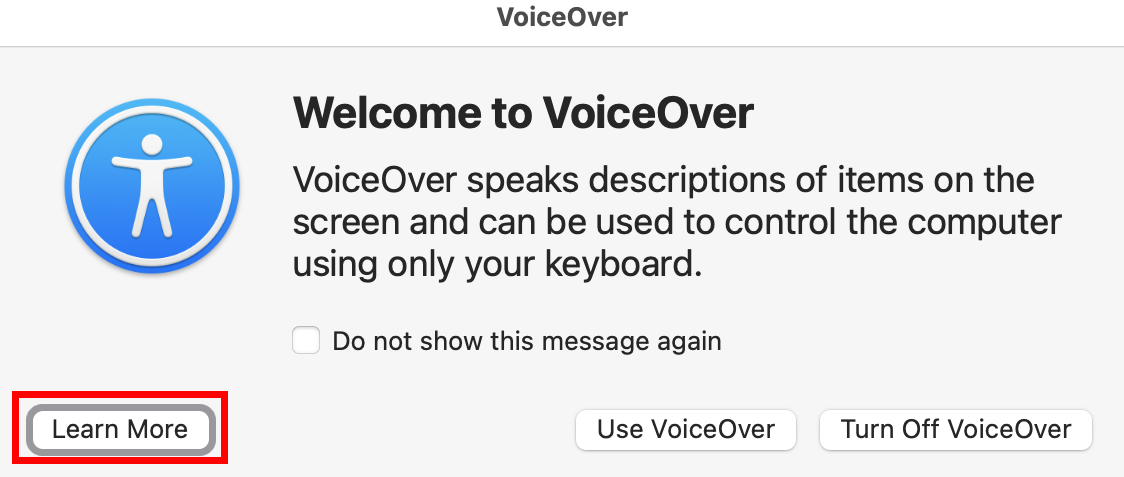 VoiceOver
Welcome to VoiceOver
VoiceOver speaks descriptions of items on the
screen and can be used to control the computer
using only your keyboard.
Do not show this message again
Learn More
Use VoiceOver
Turn Off VoiceOver